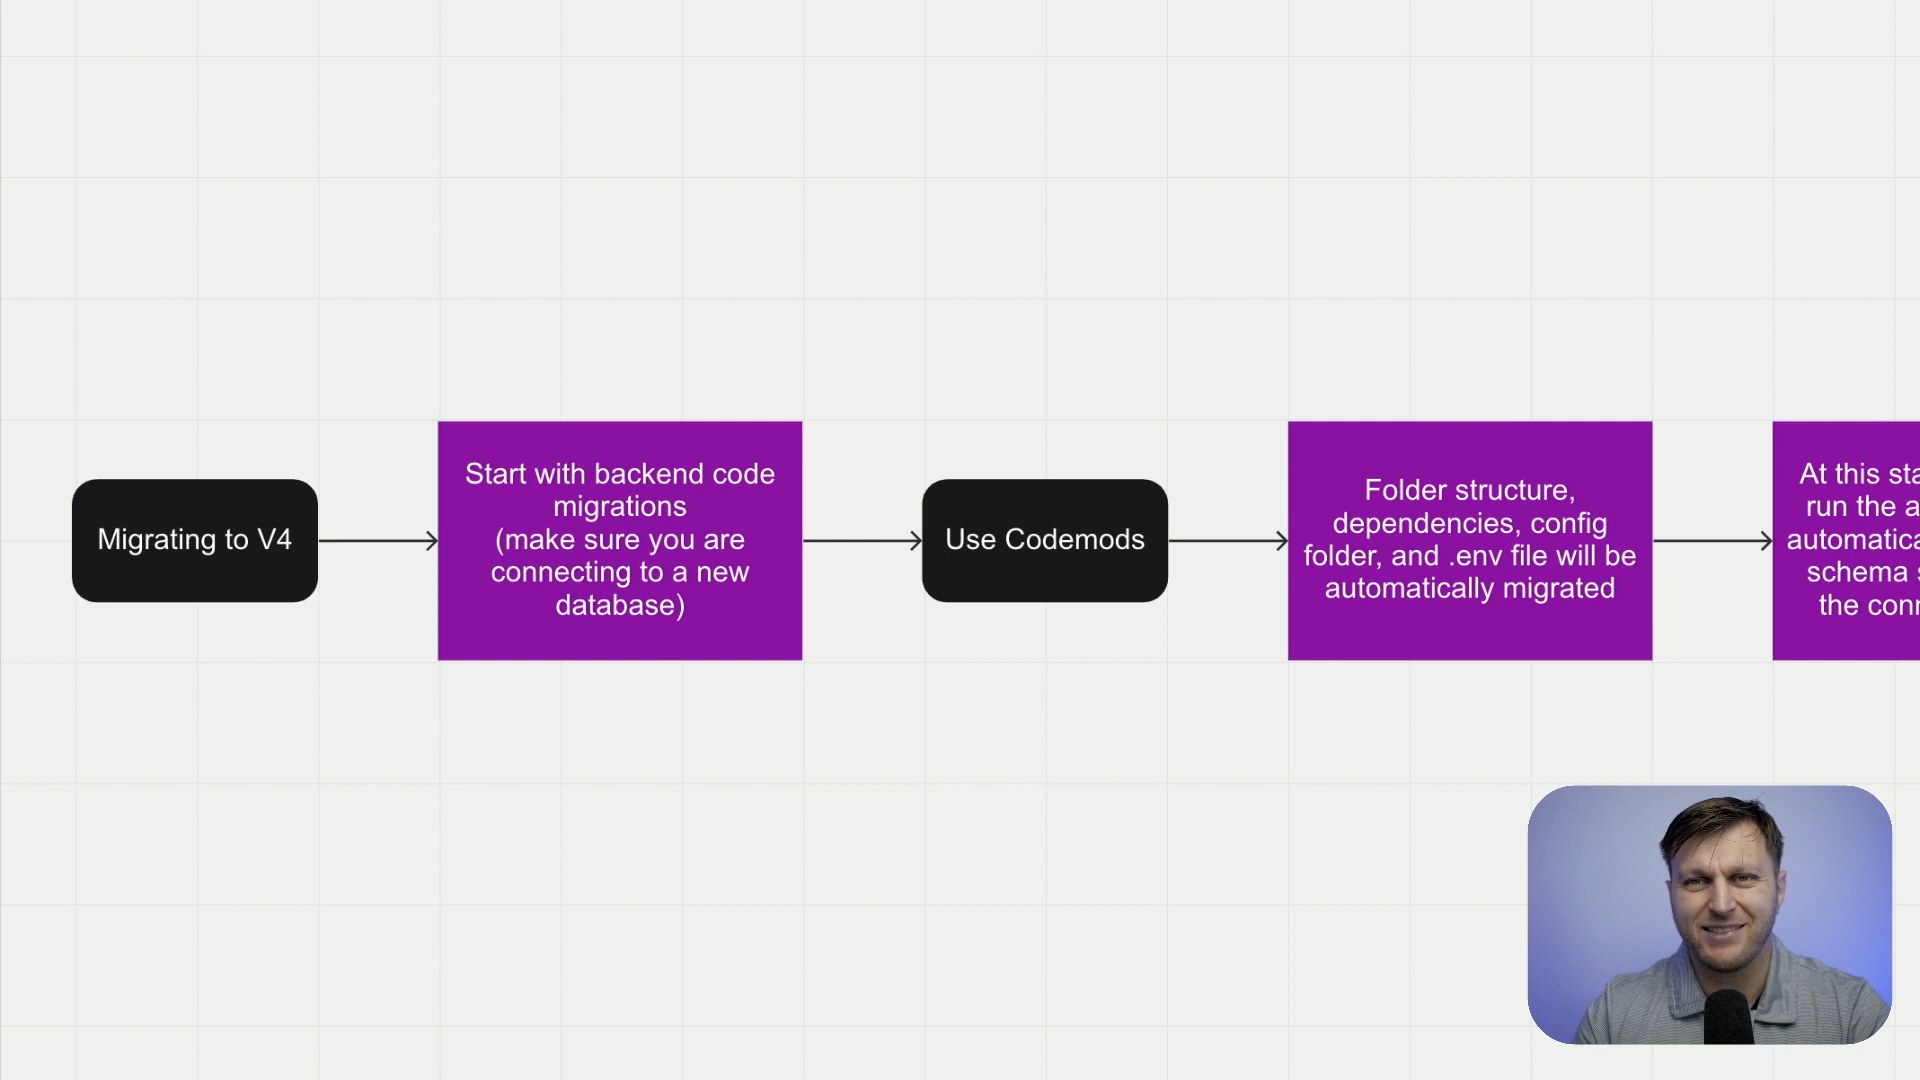 Migrating to V4
Start with backend code
migrations
(make sure you are
connecting to a new
database)
Use Codemods
Folder structure,
dependencies, config
folder, and .env file will be
automatically migrated
At this
run the
schema
the